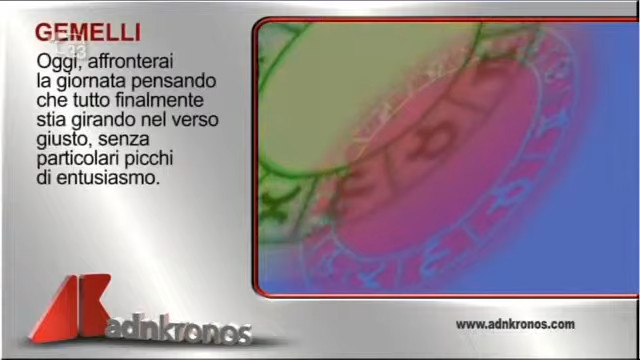 GEMELLI
Oggi, affronterai
la giornata pensando
che tutto finalmente
stia girando nel verso
giusto, senza
particolari picchi
di entusiasmo.
adnkronos
www.adnkronos.com